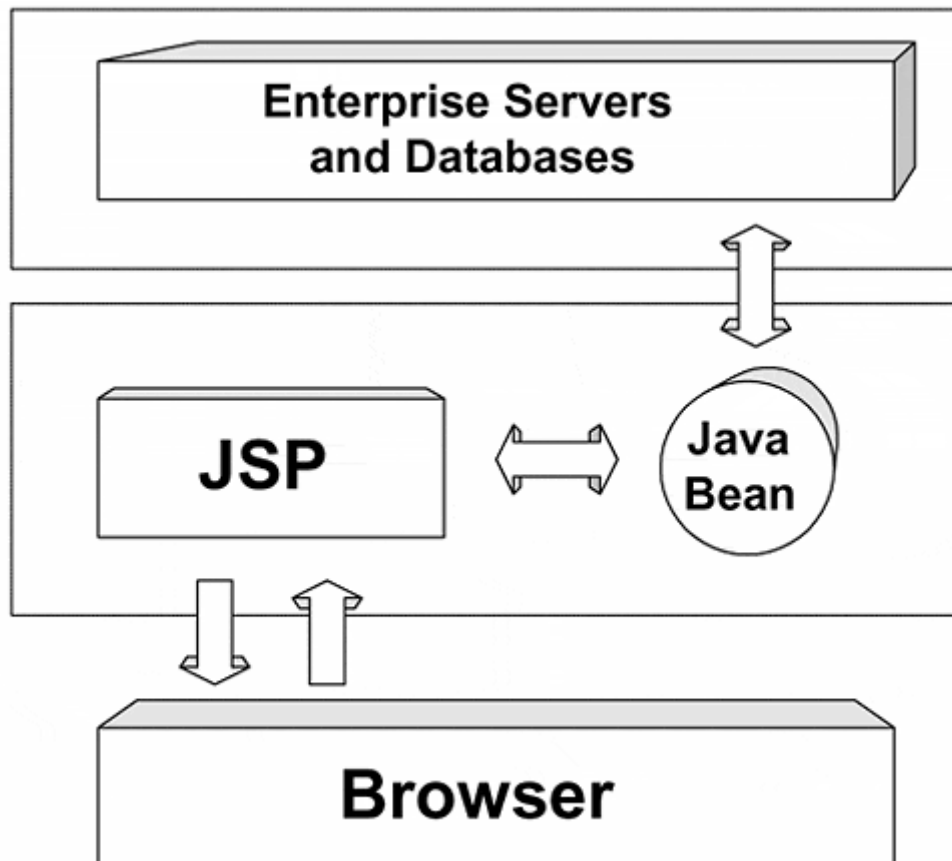 Enterprise Servers
and Databases
JSP
Java
Bean
Browser